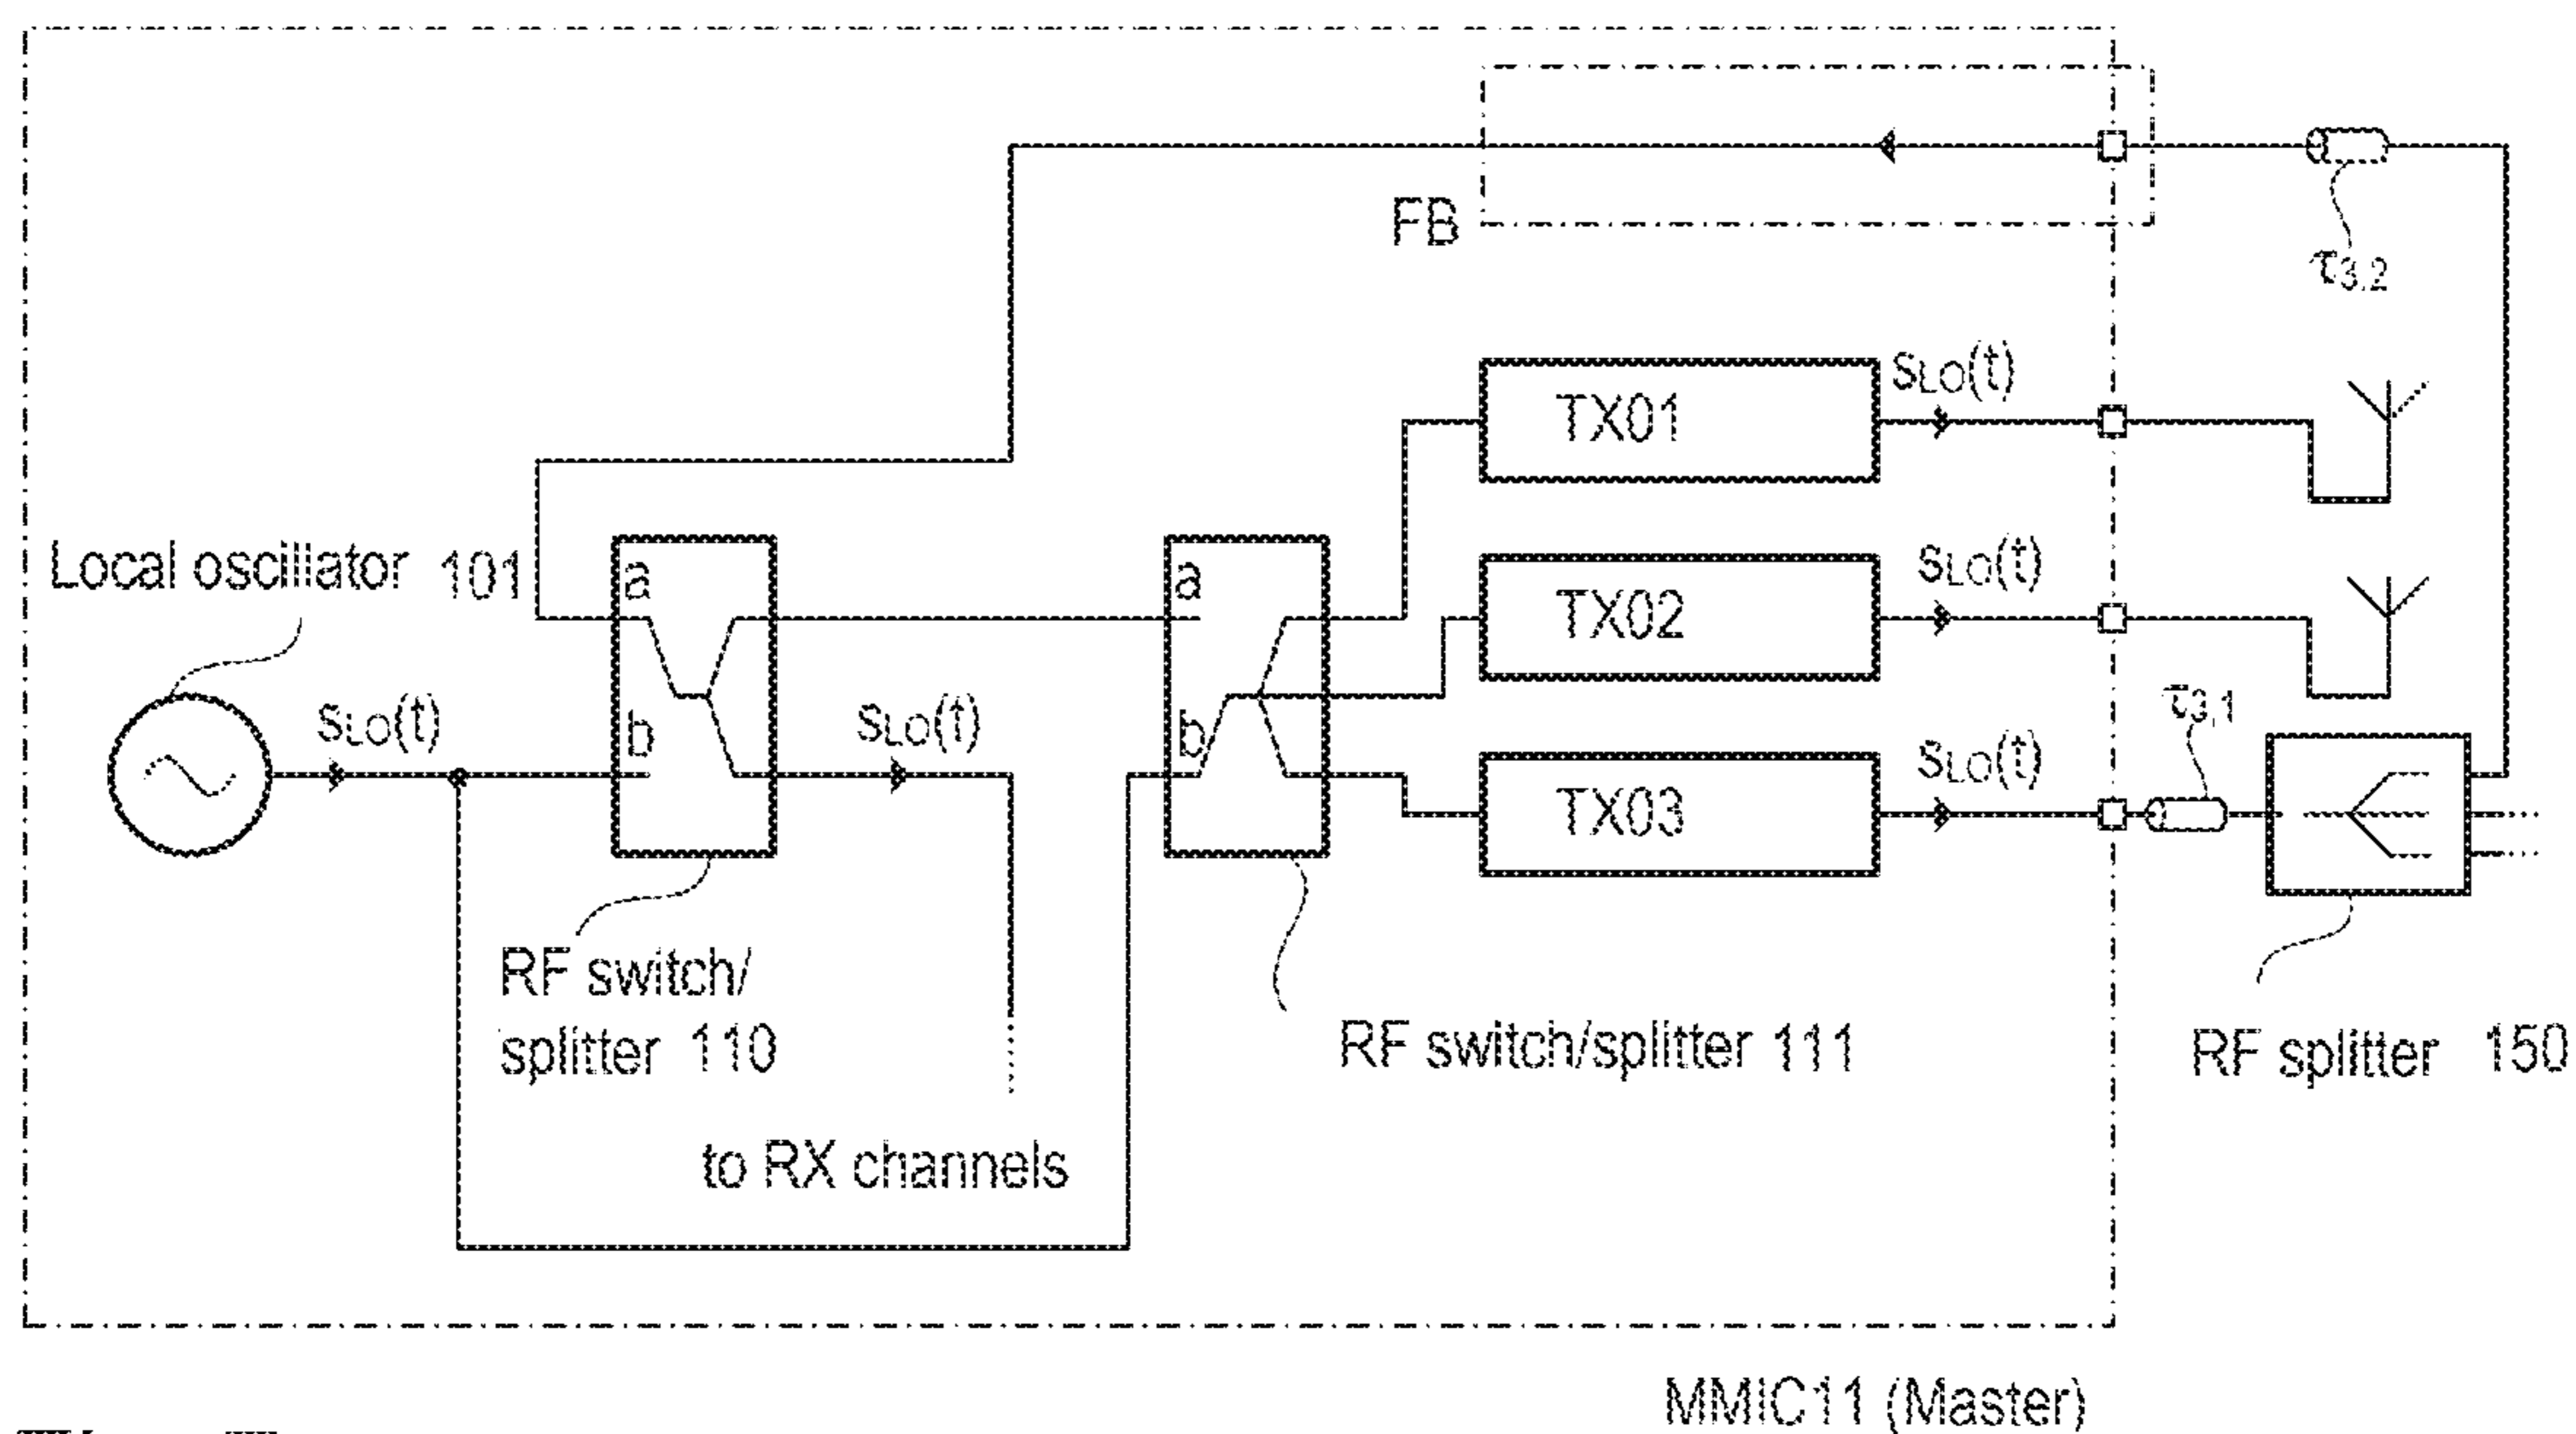 FB
τ3,2
TX01
sLO(t)
Local oscillator 101
a
b
sLO(t)
sLO(t)
a
b
TX02
sLO(t)
TX03
sLO(t)
τ3,1
RF switch/
splitter 110
RF switch/splitter 111
RF splitter 150
to RX channels
MMIC11 (Master)